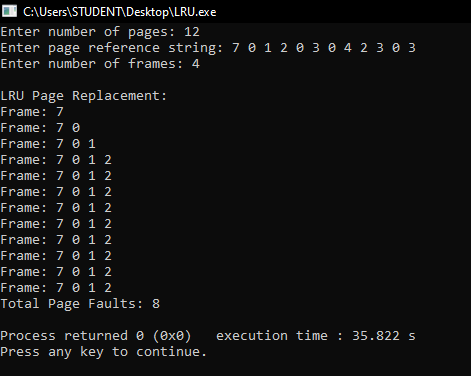 C:\Users\STUDENT\Desktop\LRU.exe
Enter number of pages: 12
Enter page reference string: 7 0 1 2 0 3 0 4 2 3 0 3
Enter number of frames: 4
LRU Page Replacement:
Frame: 7
Frame: 7 0
Frame: 7 0 1
Frame: 7 0 1 2
Frame: 7 0 1 2
Frame: 7 0 1 2
Frame: 7 0 1 2
Frame: 7 0 1 2
Frame: 7 0 1 2
Frame: 7 0 1 2
Frame: 7 0 1 2
Frame: 7 0 1 2
Total Page Faults: 8
Process returned 0 (0x0)   execution time : 35.822 s
Press any key to continue.